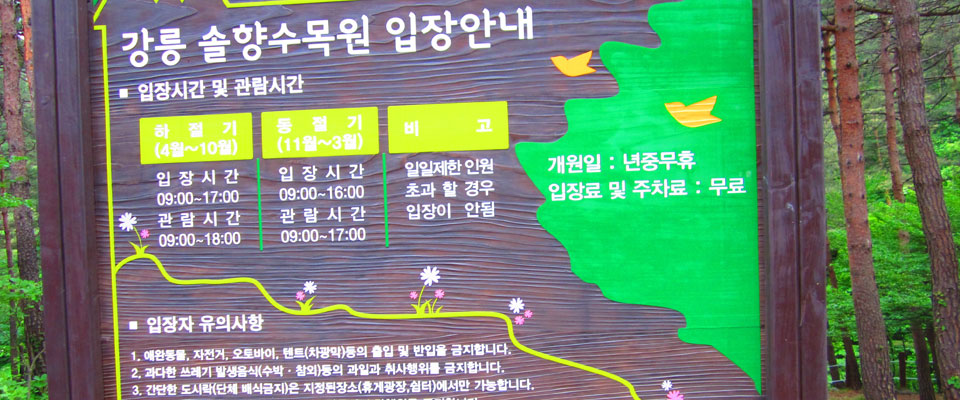 강릉 솔향수목원 입장안내
■ 입장시간 및 관람시간
하 절 기
(4월~10월)
입 장 시 간
09:00~17:00
관 람 시 간
09:00~18:00
동 절 기
(11월~3월)
입 장 시 간
09:00~16:00
관 람 시 간
09:00~17:00
비 고
일일제한 인원
초과 할 경우
입장이 안됨
개원일 : 년중무휴
입장료 및 주차료 : 무료
■ 입장자 유의사항
1. 애완동물, 자전거, 오토바이, 텐트(차광막)등의 출입 및 반입을 금지합니다.
2. 과다한 쓰레기 발생음식(수박 · 참외)등의 과일과 취사행위를 금지합니다.
3. 간단한 도시락(단체 배식금지)은 지정된장소(휴게광장,쉼터)에서만 가능합니다.